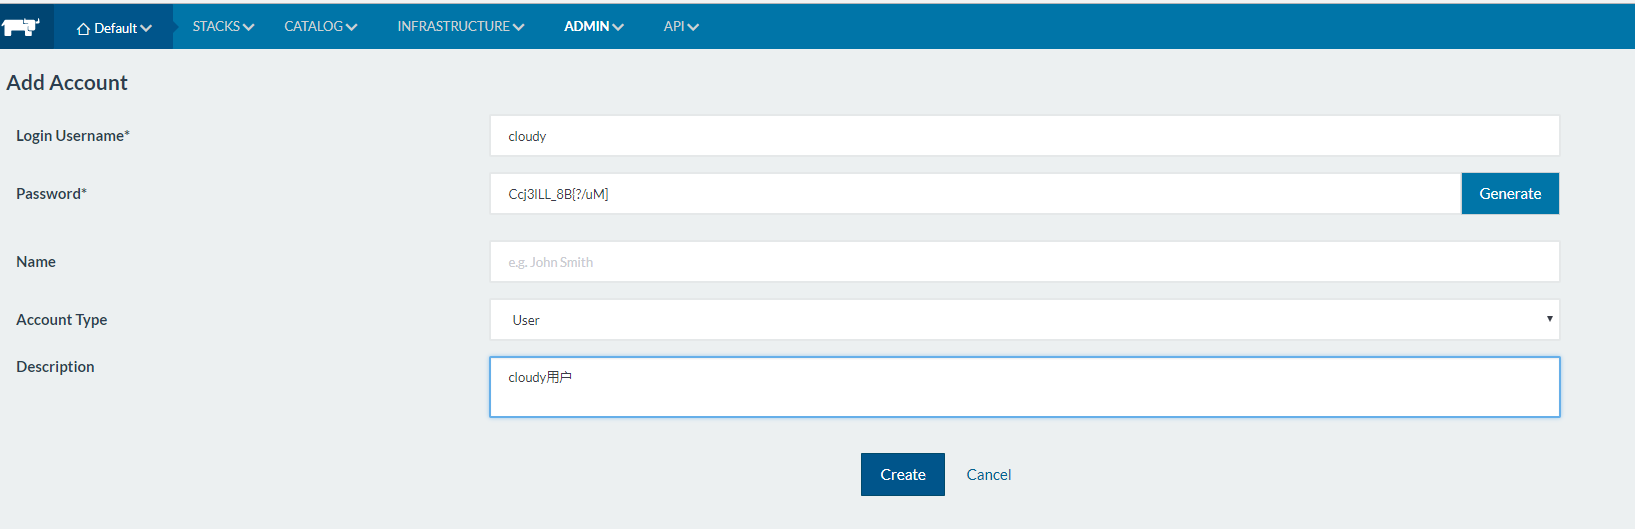 Default STACKS CATALOG INFRASTRUCTURE ADMIN API
Add Account
Login Username* cloudy
Password* Ccj3ILL_8B[?/uM] Generate
Name e.g. John Smith
Account Type User
Description cloudy用户
Create Cancel